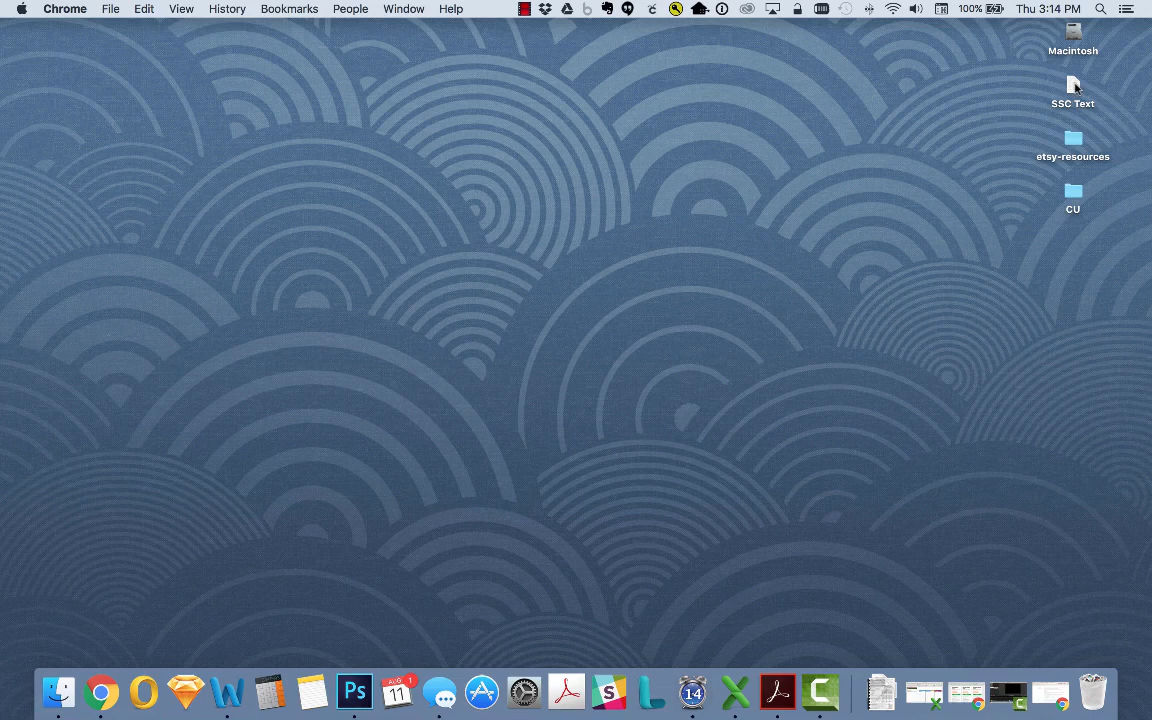 Chrome File Edit View History Bookmarks People Window Help 100% Thu 3:14 PM
Macintosh
SSC Text
etsy-resources
CU
AUG 1
Ps 11 S 14